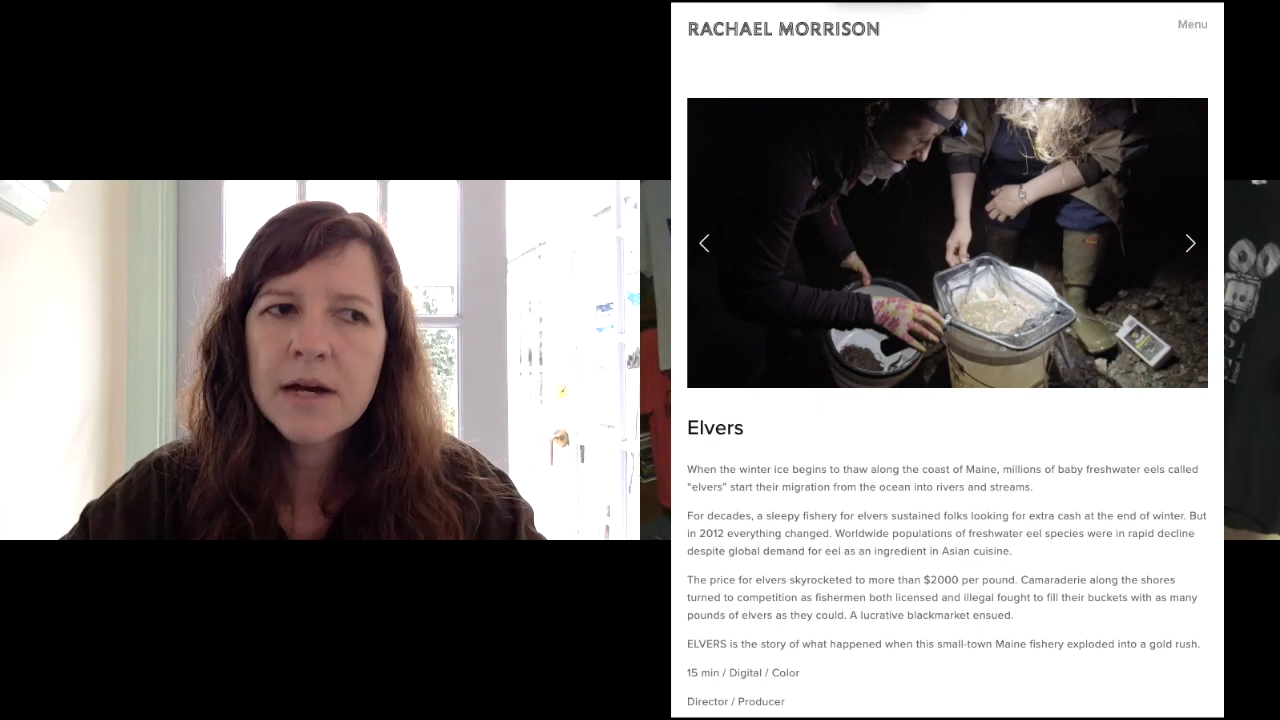 RACHAEL MORRISON
Menu
Elvers
When the winter ice begins to thaw along the coast of Maine, millions of baby freshwater eels called
“elvers” start their migration from the ocean into rivers and streams.
For decades, a sleepy fishery for elvers sustained folks looking for extra cash at the end of winter. But
in 2012 everything changed. Worldwide populations of freshwater eel species were in rapid decline
despite global demand for eel as an ingredient in Asian cuisine.
The price for elvers skyrocketed to more than $2000 per pound. Camaraderie along the shores
turned to competition as fishermen both licensed and illegal fought to fill their buckets with as many
pounds of elvers as they could. A lucrative blackmarket ensued.
ELVERS is the story of what happened when this small-town Maine fishery exploded into a gold rush.
15 min / Digital / Color
Director / Producer